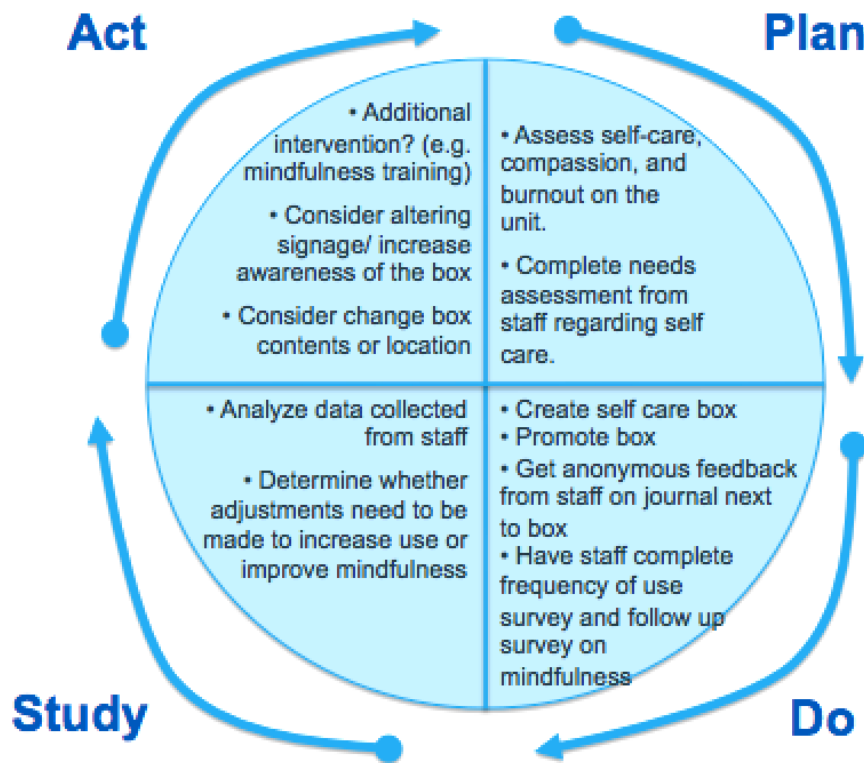 Act
• Additional
intervention? (e.g.
mindfulness training)
• Consider altering
signage/ increase
awareness of the box
• Consider change box
contents or location
Plan
• Assess self-care,
compassion, and
burnout on the
unit.
• Complete needs
assessment from
staff regarding self
care.
• Analyze data collected
from staff
• Determine whether
adjustments need to be
made to increase use or
improve mindfulness
Study
• Create self care box
• Promote box
• Get anonymous feedback
from staff on journal next
to box
• Have staff complete
frequency of use
survey and follow up
survey on
mindfulness
Do